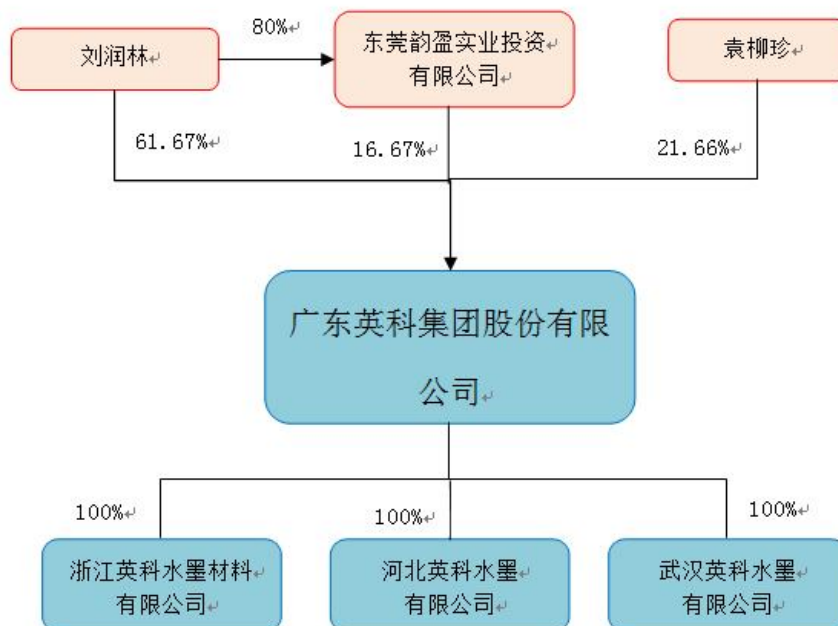 80%
刘润林
东莞韵盈实业投资
有限公司
袁柳珍
61.67%
16.67%
21.66%
广东英科集团股份有限
公司
100%
100%
100%
浙江英科水墨材料
有限公司
河北英科水墨
有限公司
武汉英科水墨
有限公司